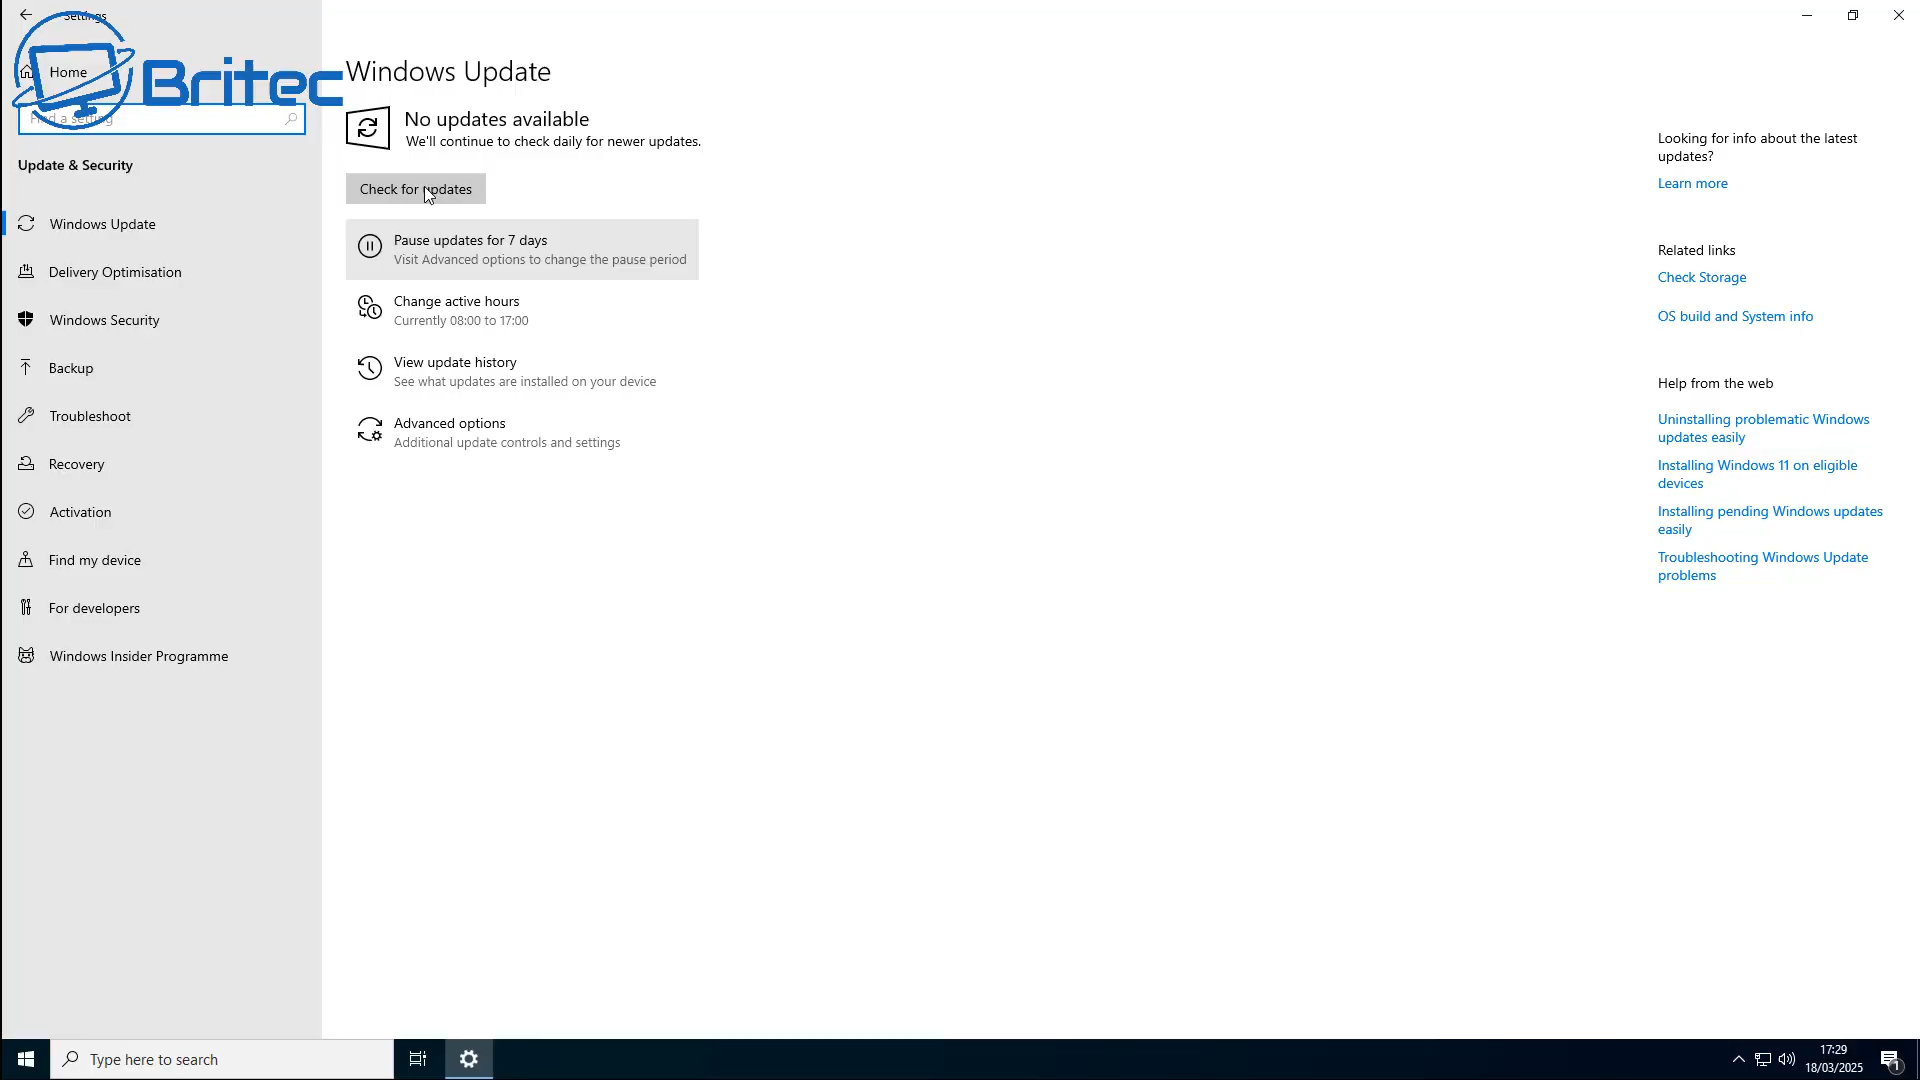 Settings
Home
Britec
Find a setting
Update & Security
Windows Update
Delivery Optimisation
Windows Security
Backup
Troubleshoot
Recovery
Activation
Find my device
For developers
Windows Insider Programme
Windows Update
No updates available
We'll continue to check daily for newer updates.
Check for updates
Pause updates for 7 days
Visit Advanced options to change the pause period
Change active hours
Currently 08:00 to 17:00
View update history
See what updates are installed on your device
Advanced options
Additional update controls and settings
Looking for info about the latest
updates?
Learn more
Related links
Check Storage
OS build and System info
Help from the web
Uninstalling problematic Windows
updates easily
Installing Windows 11 on eligible
devices
Installing pending Windows updates
easily
Troubleshooting Windows Update
problems
Type here to search
17:29
18/03/2025
1